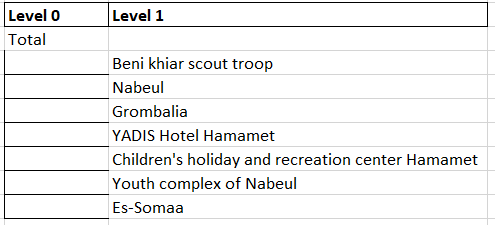 Level 0 Level 1
Total
Beni khiar scout troop
Nabeul
Grombalia
YADIS Hotel Hamamet
Children's holiday and recreation center Hamamet
Youth complex of Nabeul
Es-Somaa